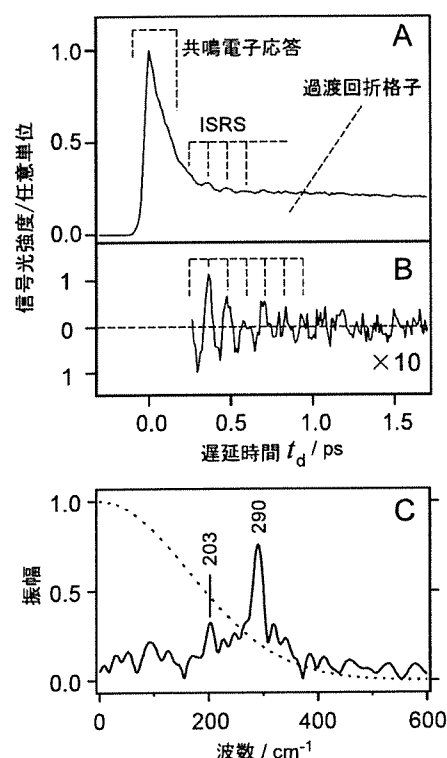 A
共鳴電子応答
過渡回折格子
ISRS
1.0
0.5
0.0
信号光強度/任意単位
B
1
0
1
×10
0.0 0.5 1.0 1.5
遅延時間 td / ps
C
203
290
1.0
0.5
0.0
振幅
0 200 400 600
波数 / cm-1